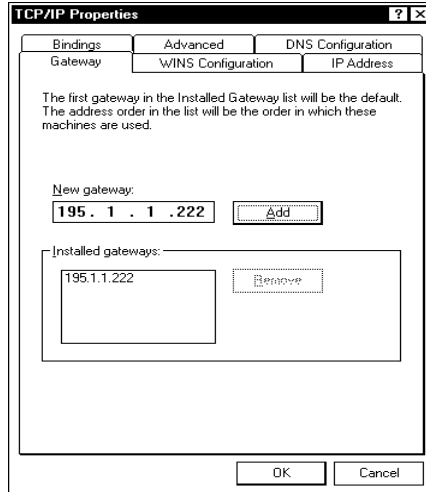 TCP/IP Properties
Bindings Advanced DNS Configuration
Gateway WINS Configuration IP Address
The first gateway in the Installed Gateway list will be the default.
The address order in the list will be the order in which these
machines are used.
New gateway:
195. 1 . 1 .222 Add
Installed gateways:
195.1.1.222 Remove
OK Cancel